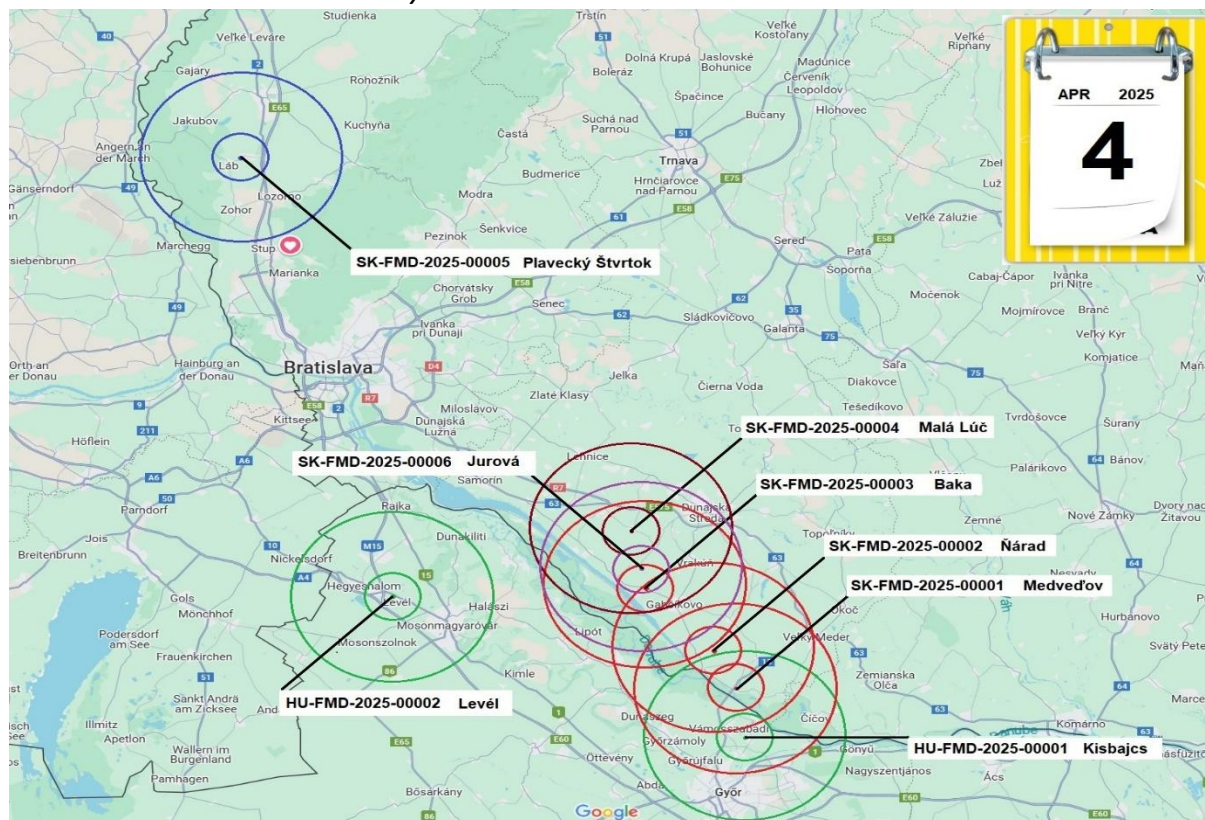 Studienka
Trstín
Veľké Kostoľany
Veľké Ripňany
APR 2025
4
Veľké Leváre
Dolná Krupá
Jaslovské Bohunice
Madúnice
Gajary
Rohožník
Boleráz
Špačince
Červeník
Leopoldov
Hlohovec
Jakubov
Kuchyňa
Častá
Suchá nad Parnou
Bučany
Angern an der March
Láb
Trnava
Gänserndorf
Budmerice
Hrnčiarovce nad Parnou
Lozorno
Zohor
Modra
Veľké Zálužie
Marchegg
Stup
Pezinok
Šenkvice
Sereď
Pata
Marianka
SK-FMD-2025-00005 Plavecký Štvrtok
Šoporňa
Cabaj-Čápor
Ivanka pri Nitre
Chorvátsky Grob
Senec
Močenok
Mojmírovce
Branč
Ivanka pri Dunaji
Sládkovičovo
Galanta
Veľký Kýr
Orth an der Donau
Hainburg an der Donau
Bratislava
Šaľa
Komjatice
Jelka
Čierna Voda
Diakovce
Kittsee
Miloslavov
Zlaté Klasy
Tešedíkovo
Tvrdošovce
Šurany
Höflein
Dunajská Lužná
SK-FMD-2025-00004 Malá Lúč
Bánov
SK-FMD-2025-00006 Jurová
Lehnice
Palárikovo
Šamorín
SK-FMD-2025-00003 Baka
Parndorf
Rajka
Dunajská Streda
Zemné
Nové Zámky
Dvory nad Žitavou
Jois
Dunakiliti
Topoľníky
Breitenbrunn
Nickelsdorf
SK-FMD-2025-00002 Ňárad
Vrakúň
Hegyeshalom
Gols
Levél
Halászi
Gabčíkovo
SK-FMD-2025-00001 Medveďov
Mönchhof
Hurbanovo
Mosonmagyaróvár
Okoč
Podersdorf am See
Lipót
Veľký Meder
Mosonszolnok
Frauenkirchen
Kimle
Danube
Zemianska Olča
Sankt Andrä am Zicksee
HU-FMD-2025-00002 Levél
Dunaszeg
Illmitz
Apetlon
Vámosszabadi
Číčov
Komárno
Győrzámoly
HU-FMD-2025-00001 Kisbajcs
Wallern im Burgenland
Öttevény
Győrújfalu
Gönyű
Nagyszentjános
Ács
Pamhagen
Abda
Bősárkány
Győr
Google